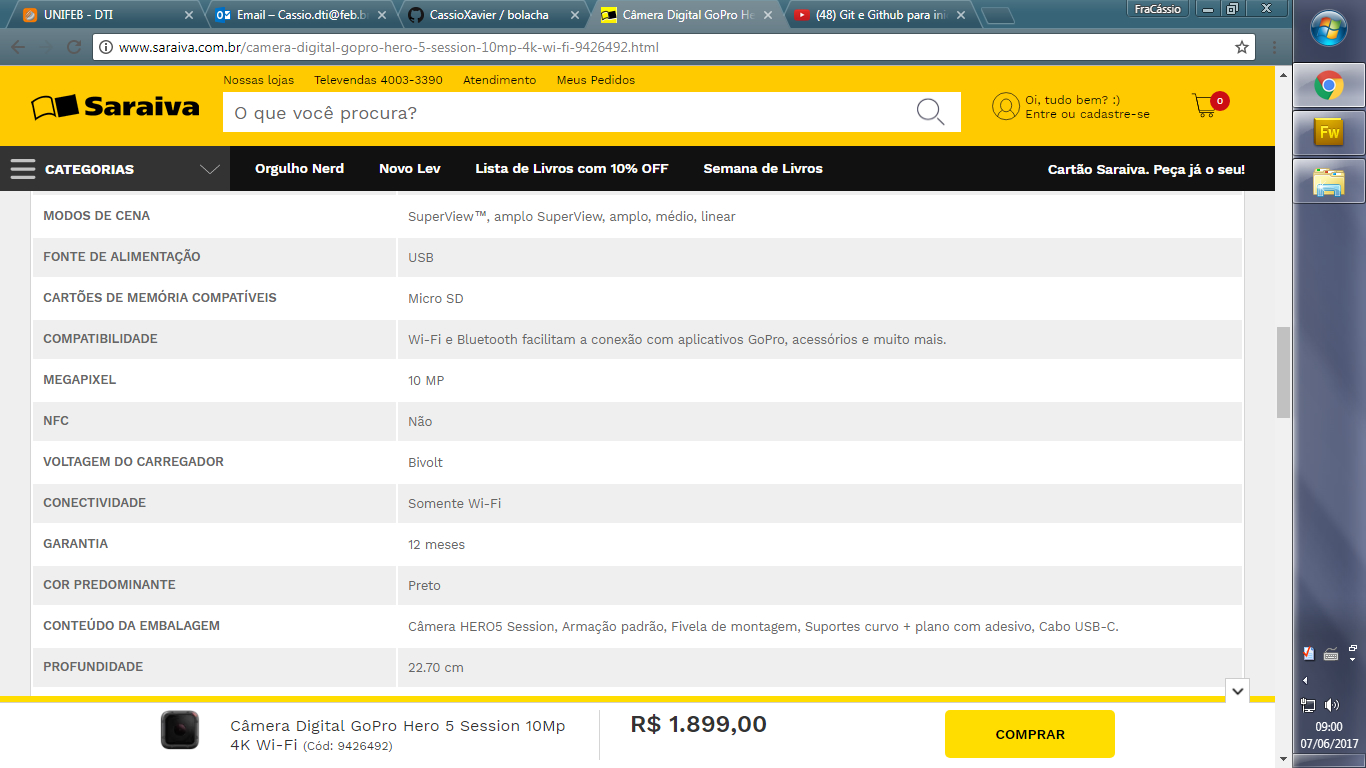 UNIFEB - DTI
Email – Cassio.dti@feb.b
CassioXavier / bolacha
Câmera Digital GoPro He
(48) Git e Github para ini
FraCássio
www.saraiva.com.br/camera-digital-gopro-hero-5-session-10mp-4k-wi-fi-9426492.html
Nossas lojas Televendas 4003-3390 Atendimento Meus Pedidos
Saraiva
O que você procura?
Oi, tudo bem? :)
Entre ou cadastre-se
0
CATEGORIAS
Orgulho Nerd Novo Lev Lista de Livros com 10% OFF Semana de Livros
Cartão Saraiva. Peça já o seu!
Fw
MODOS DE CENA SuperView™, amplo SuperView, amplo, médio, linear
FONTE DE ALIMENTAÇÃO USB
CARTÕES DE MEMÓRIA COMPATÍVEIS Micro SD
COMPATIBILIDADE Wi-Fi e Bluetooth facilitam a conexão com aplicativos GoPro, acessórios e muito mais.
MEGAPIXEL 10 MP
NFC Não
VOLTAGEM DO CARREGADOR Bivolt
CONECTIVIDADE Somente Wi-Fi
GARANTIA 12 meses
COR PREDOMINANTE Preto
CONTEÚDO DA EMBALAGEM Câmera HERO5 Session, Armação padrão, Fivela de montagem, Suportes curvo + plano com adesivo, Cabo USB-C.
PROFUNDIDADE 22.70 cm
Câmera Digital GoPro Hero 5 Session 10Mp
4K Wi-Fi (Cód: 9426492)
R$ 1.899,00
COMPRAR
09:00
07/06/2017